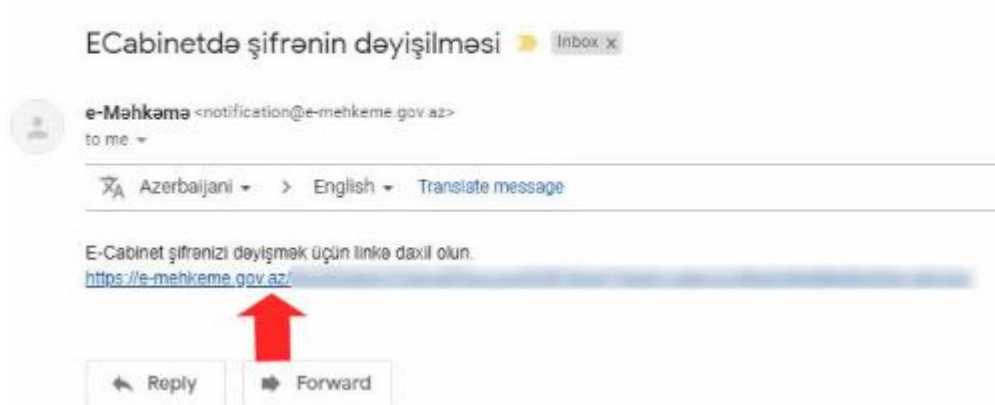 ECabinetdə şifrənin dəyişilməsi Inbox x
e-Məhkəmə <notification@e-mehkeme.gov.az>
to me
Azerbaijani > English Translate message
E-Cabinet şifrənizi dəyişmək üçün linkə daxil olun.
https://e-mehkeme.gov.az/
Reply Forward